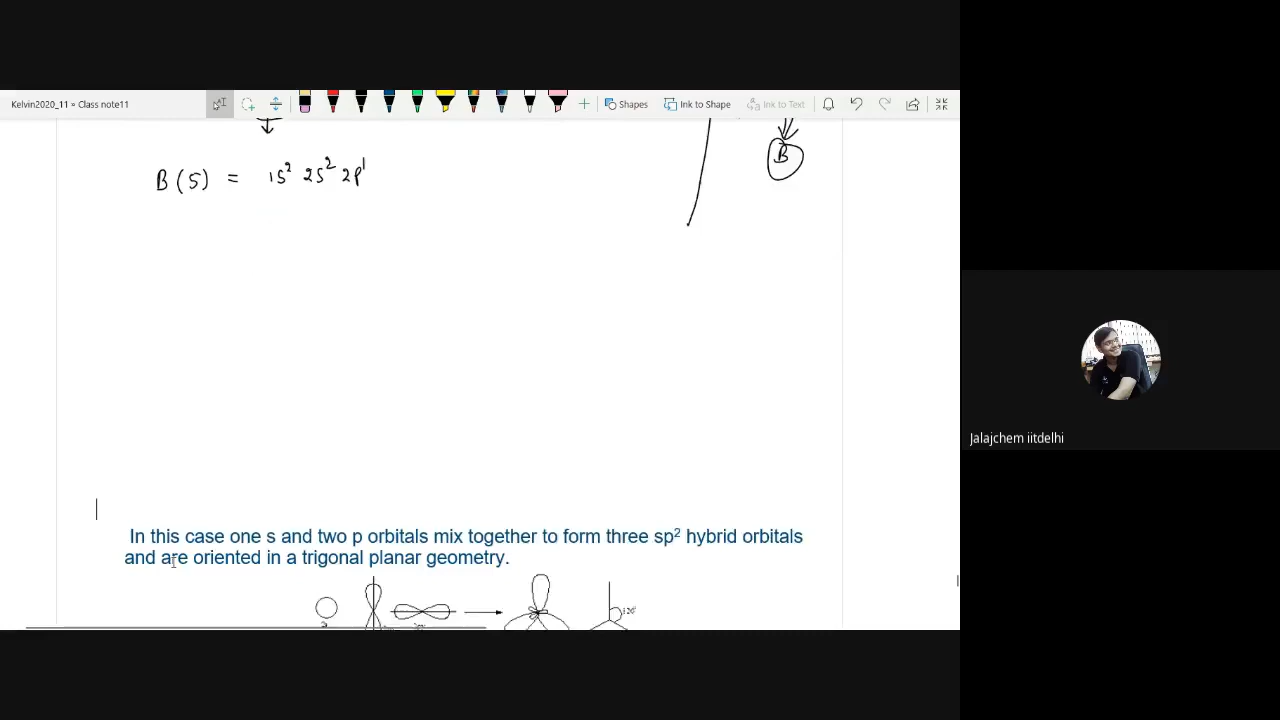 Kelvin2020_11 » Class note11
Shapes
Ink to Shape
Ink to Text
B
B(5) = 1s² 2s² 2p¹
In this case one s and two p orbitals mix together to form three sp² hybrid orbitals
and are oriented in a trigonal planar geometry.
120°
Jalajchem iitdelhi